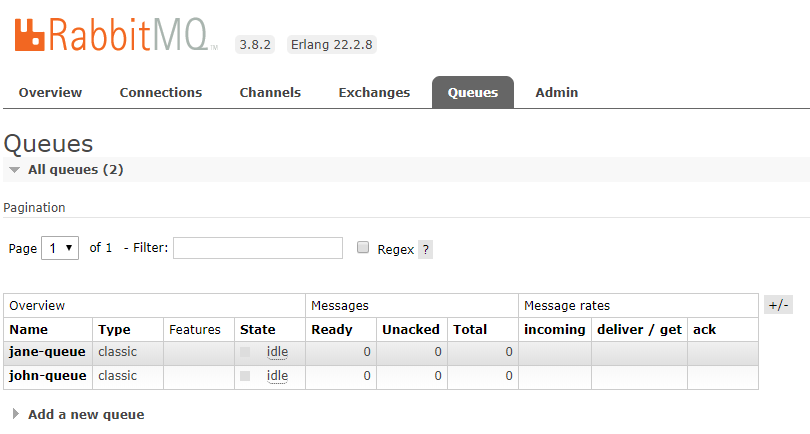 RabbitMQ TM 3.8.2 Erlang 22.2.8
Overview Connections Channels Exchanges Queues Admin
Queues
All queues (2)
Pagination
Page 1 of 1 - Filter: Regex ?
Overview Messages Message rates +/-
Name Type Features State Ready Unacked Total incoming deliver / get ack
jane-queue classic idle 0 0 0
john-queue classic idle 0 0 0
Add a new queue